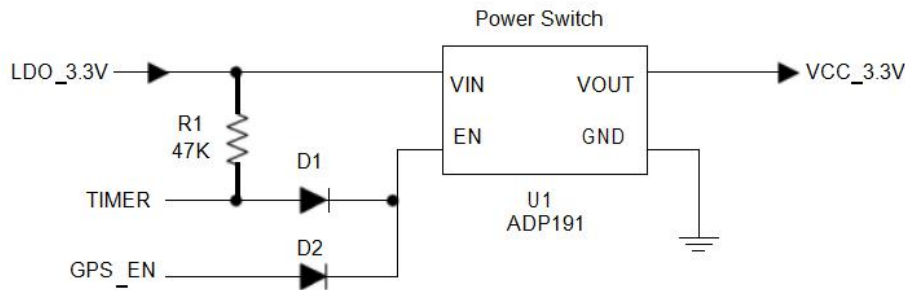 Power Switch
LDO_3.3V
VIN
VOUT
VCC_3.3V
R1
47K
EN
GND
D1
TIMER
U1
ADP191
D2
GPS_EN